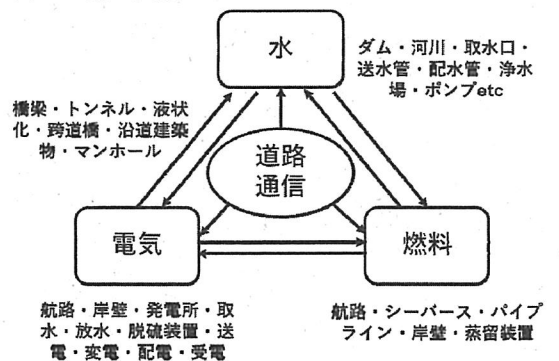 水
ダム・河川・取水口・
送水管・配水管・浄水
場・ポンプetc
橋梁・トンネル・液状
化・跨道橋・沿道建築
物・マンホール
道路
通信
電気
燃料
航路・岸壁・発電所・取
水・放水・脱硫装置・送
電・変電・配電・受電
航路・シーバース・パイプ
ライン・岸壁・蒸留装置